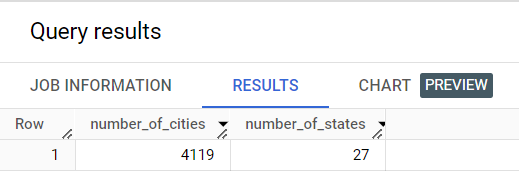 Query results
JOB INFORMATION RESULTS CHART PREVIEW
Row number_of_cities number_of_states
1 4119 27